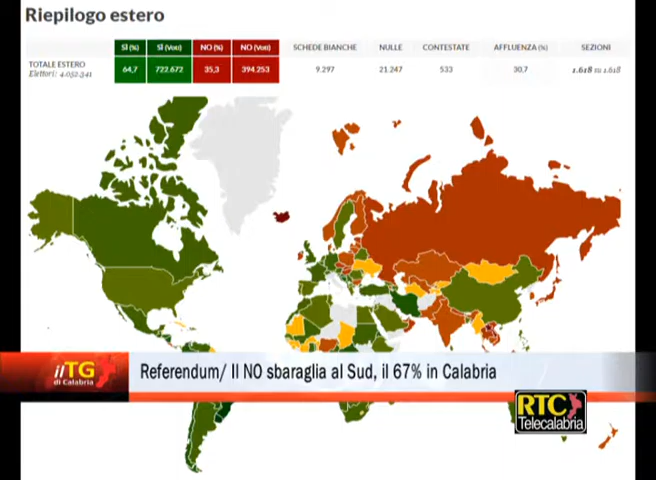 Riepilogo estero
SÌ (%) SÌ (Voti) NO (%) NO (Voti) SCHEDE BIANCHE NULLE CONTESTATE AFFLUENZA (%) SEZIONI
TOTALE ESTERO
Elettori: 4.052.341
64,7 722.672 35,3 394.253 9.297 21.247 533 30,7 1.618 su 1.618
ilTG
di Calabria
Referendum/ Il NO sbaraglia al Sud, il 67% in Calabria
RTC
Telecalabria